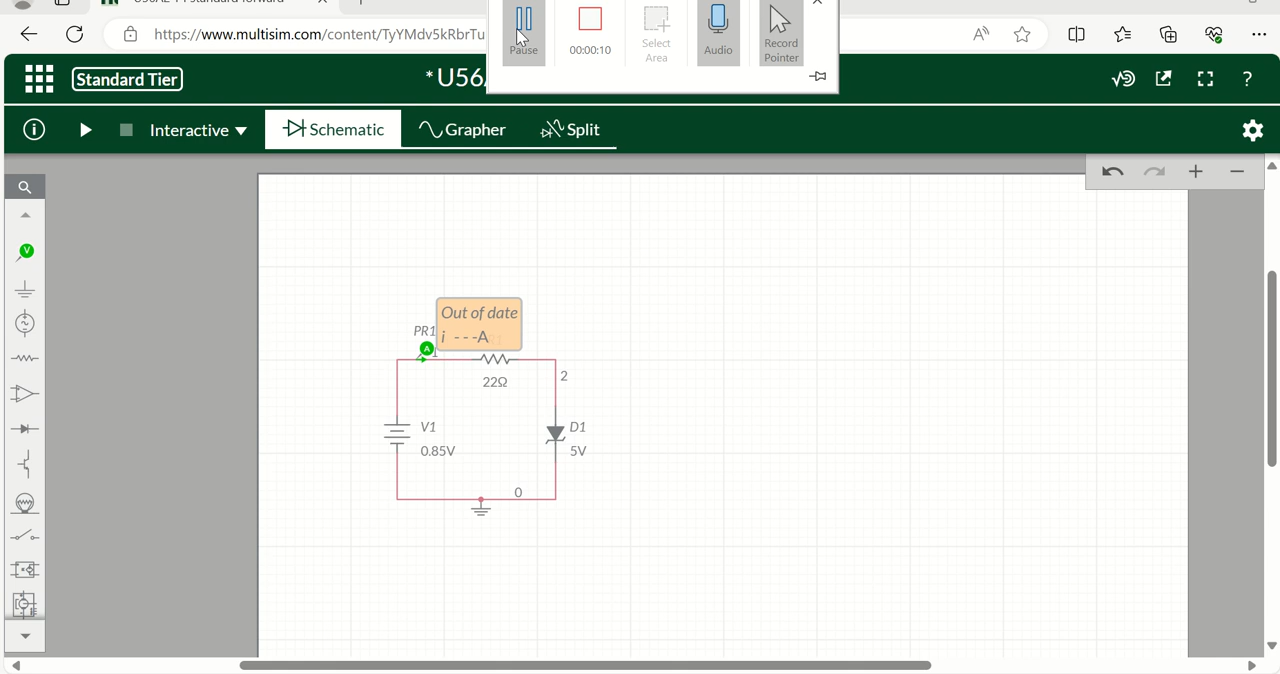 https://www.multisim.com/content/TyYMdv5kRbrTu
Pause
00:00:10
Select
Area
Audio
Record
Pointer
Standard Tier
*U56
Interactive
Schematic
Grapher
Split
V
Out of date
PR1
i ---A
A
22Ω
2
V1
0.85V
D1
5V
0